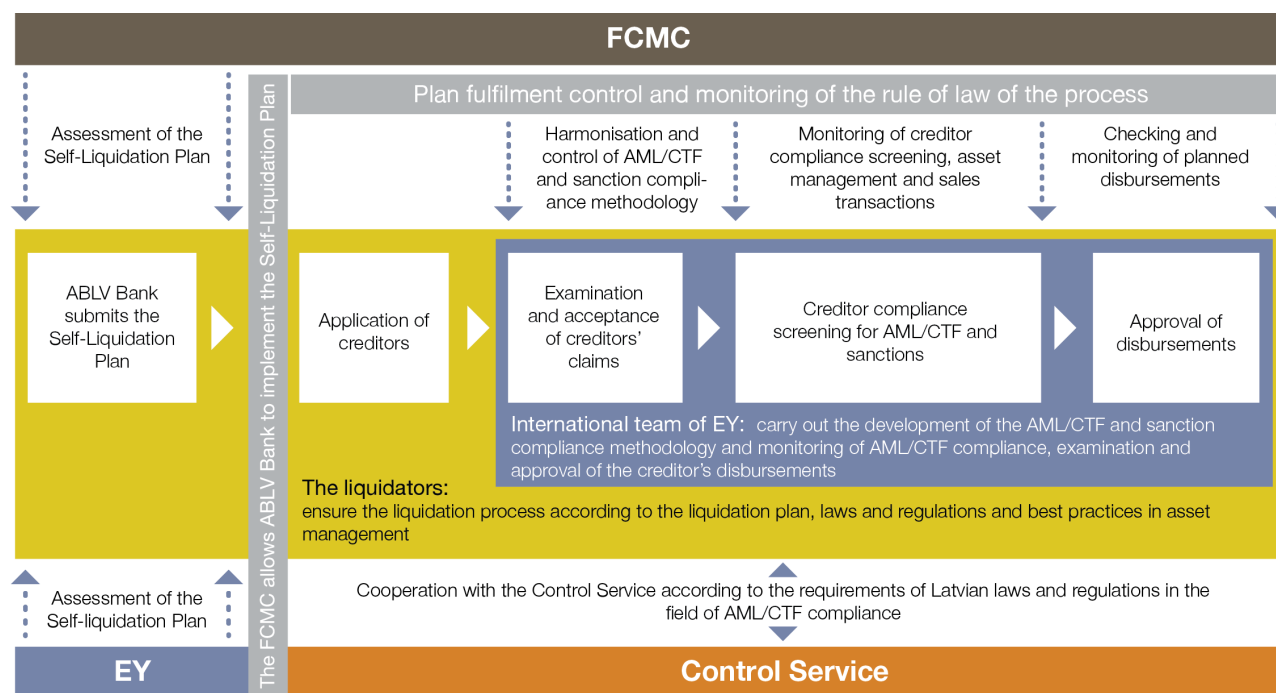 FCMC
Plan fulfilment control and monitoring of the rule of law of the process
Assessment of the
Self-Liquidation Plan
The FCMC allows ABLV Bank to implement the Self-Liquidation Plan
Harmonisation and
control of AML/CTF
and sanction compli-
ance methodology
Monitoring of creditor
compliance screening, asset
management and sales
transactions
Checking and
monitoring of planned
disbursements
ABLV Bank
submits the
Self-Liquidation
Plan
Application of
creditors
Examination
and acceptance
of creditors'
claims
Creditor compliance
screening for AML/CTF and
sanctions
Approval of
disbursements
International team of EY: carry out the development of the AML/CTF and sanction
compliance methodology and monitoring of AML/CTF compliance, examination and
approval of the creditor's disbursements
The liquidators:
ensure the liquidation process according to the liquidation plan, laws and regulations and best practices in asset
management
Assessment of the
Self-liquidation Plan
Cooperation with the Control Service according to the requirements of Latvian laws and regulations in the
field of AML/CTF compliance
EY
Control Service